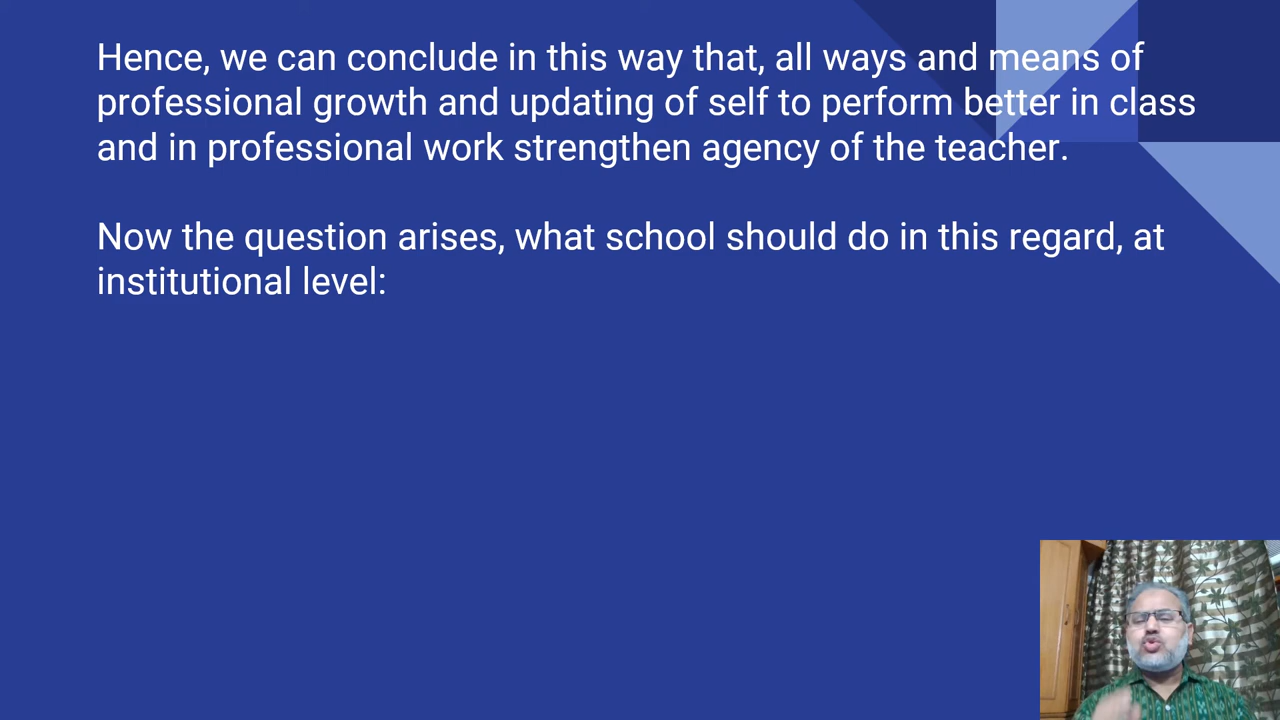 Hence, we can conclude in this way that, all ways and means of
professional growth and updating of self to perform better in class
and in professional work strengthen agency of the teacher.
Now the question arises, what school should do in this regard, at
institutional level: